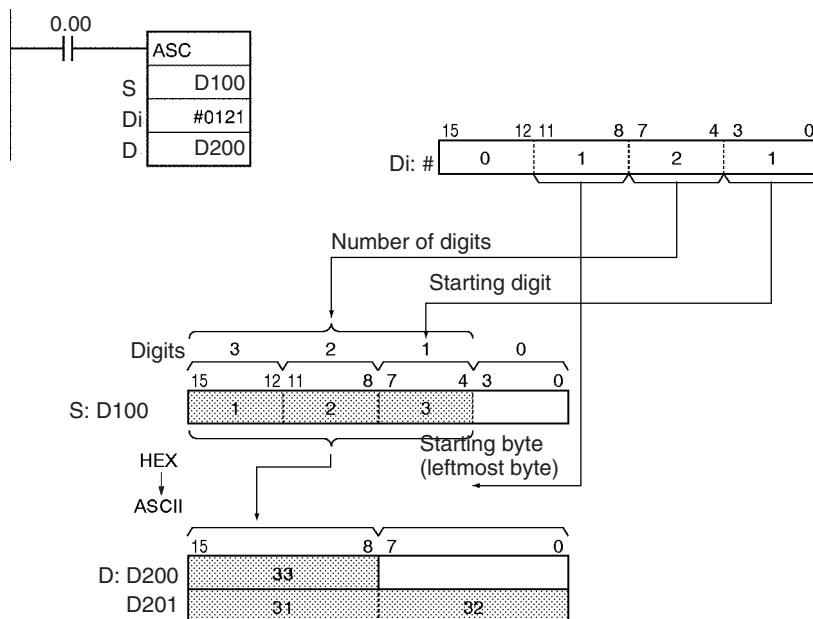 0.00
ASC
S D100
Di #0121
D D200
15 12 11 8 7 4 3 0
Di: # 0 1 2 1
Number of digits
Starting digit
Digits 3 2 1 0
15 12 11 8 7 4 3 0
S: D100 1 2 3
Starting byte
(leftmost byte)
HEX
ASCII
15 8 7 0
D: D200 33
D201 31 32